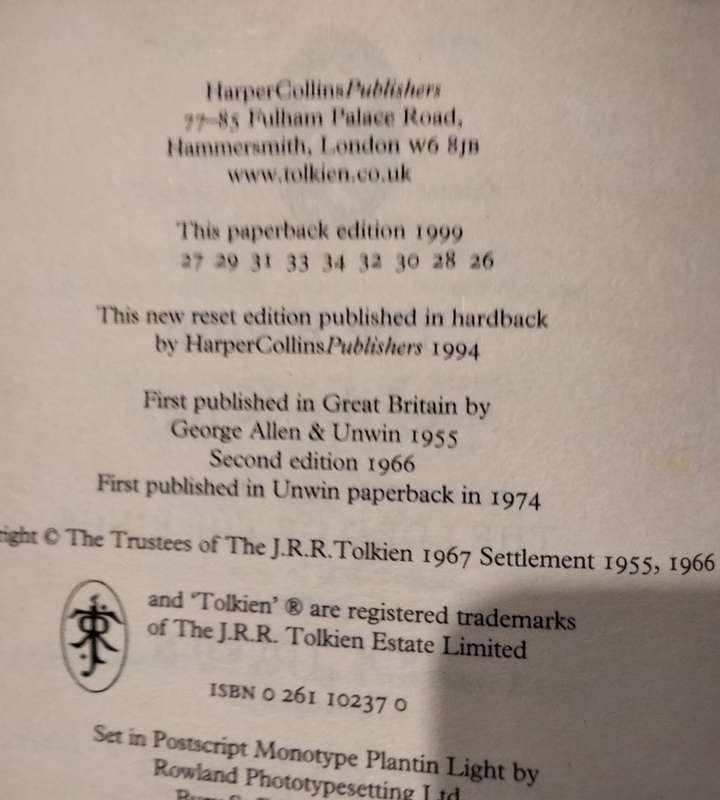 HarperCollinsPublishers
77–85 Fulham Palace Road,
Hammersmith, London W6 8JB
www.tolkien.co.uk
This paperback edition 1999
27 29 31 33 34 32 30 28 26
This new reset edition published in hardback
by HarperCollinsPublishers 1994
First published in Great Britain by
George Allen & Unwin 1955
Second edition 1966
First published in Unwin paperback in 1974
right © The Trustees of The J.R.R.Tolkien 1967 Settlement 1955, 1966
and ‘Tolkien’ ® are registered trademarks
of The J.R.R. Tolkien Estate Limited
ISBN 0 261 10237 0
Set in Postscript Monotype Plantin Light by
Rowland Phototypesetting Ltd